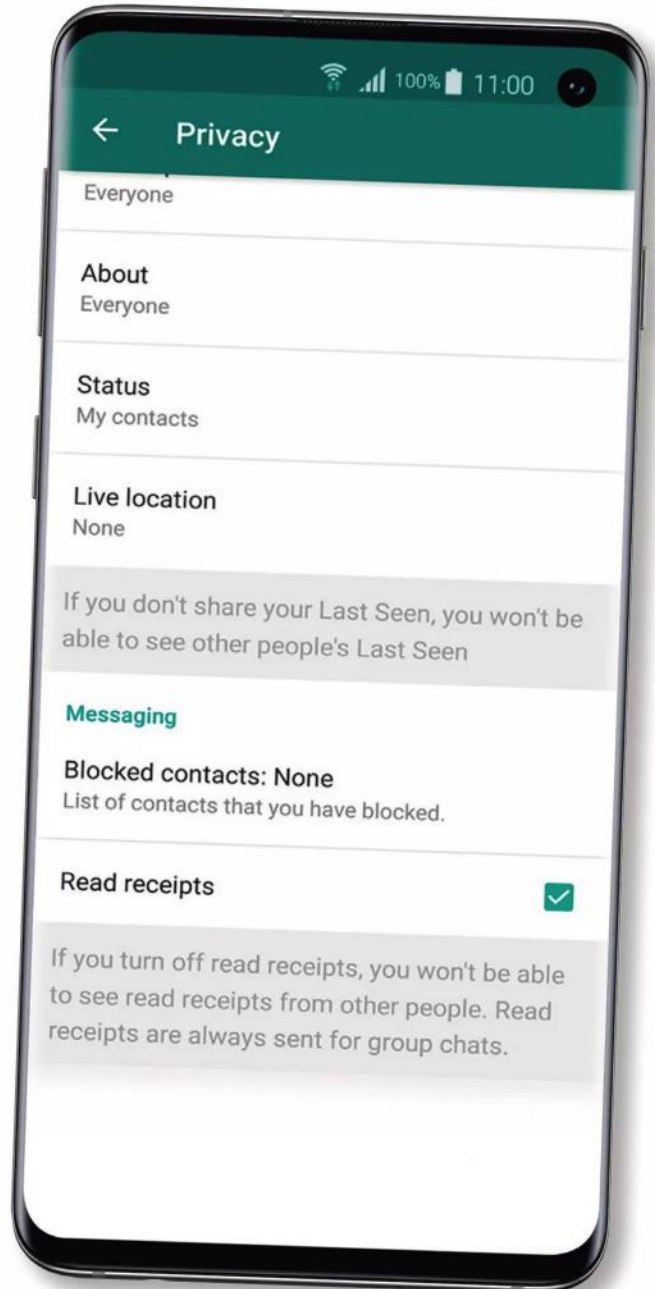 100% 11:00
Privacy
Everyone
About
Everyone
Status
My contacts
Live location
None
If you don't share your Last Seen, you won't be
able to see other people's Last Seen
Messaging
Blocked contacts: None
List of contacts that you have blocked.
Read receipts
If you turn off read receipts, you won't be able
to see read receipts from other people. Read
receipts are always sent for group chats.